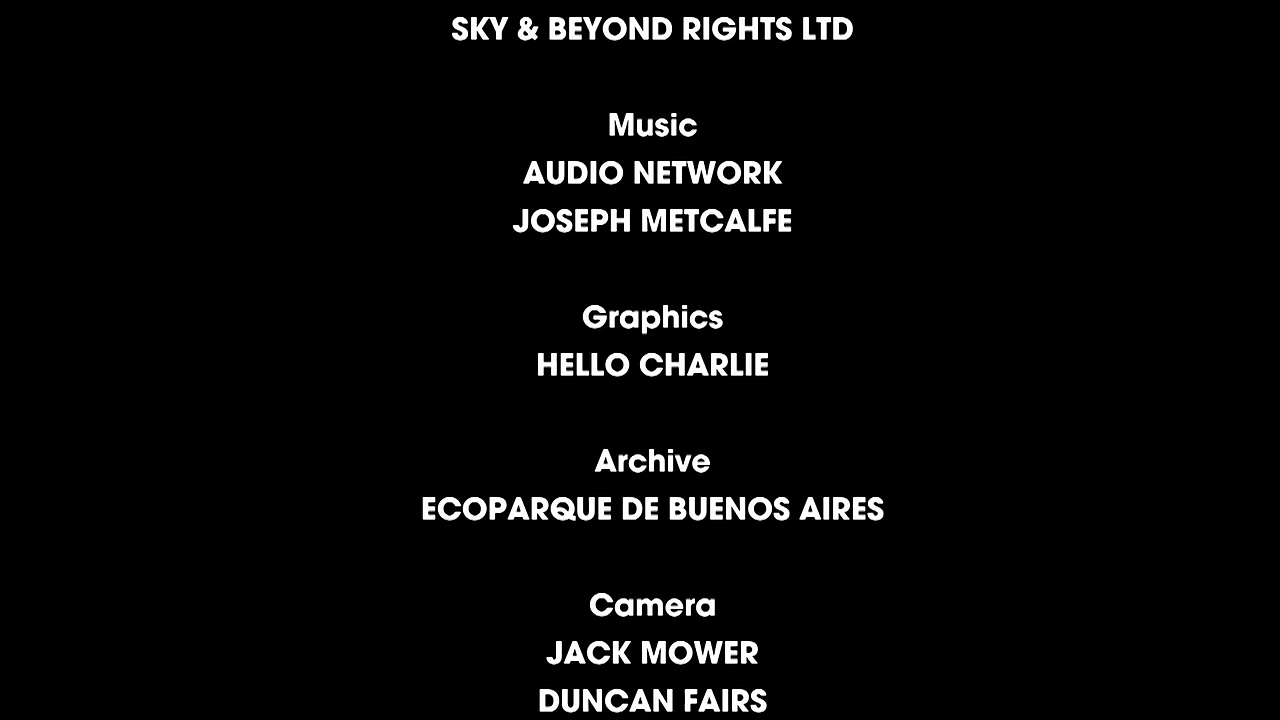 SKY & BEYOND RIGHTS LTD
Music
AUDIO NETWORK
JOSEPH METCALFE
Graphics
HELLO CHARLIE
Archive
ECOPARQUE DE BUENOS AIRES
Camera
JACK MOWER
DUNCAN FAIRS